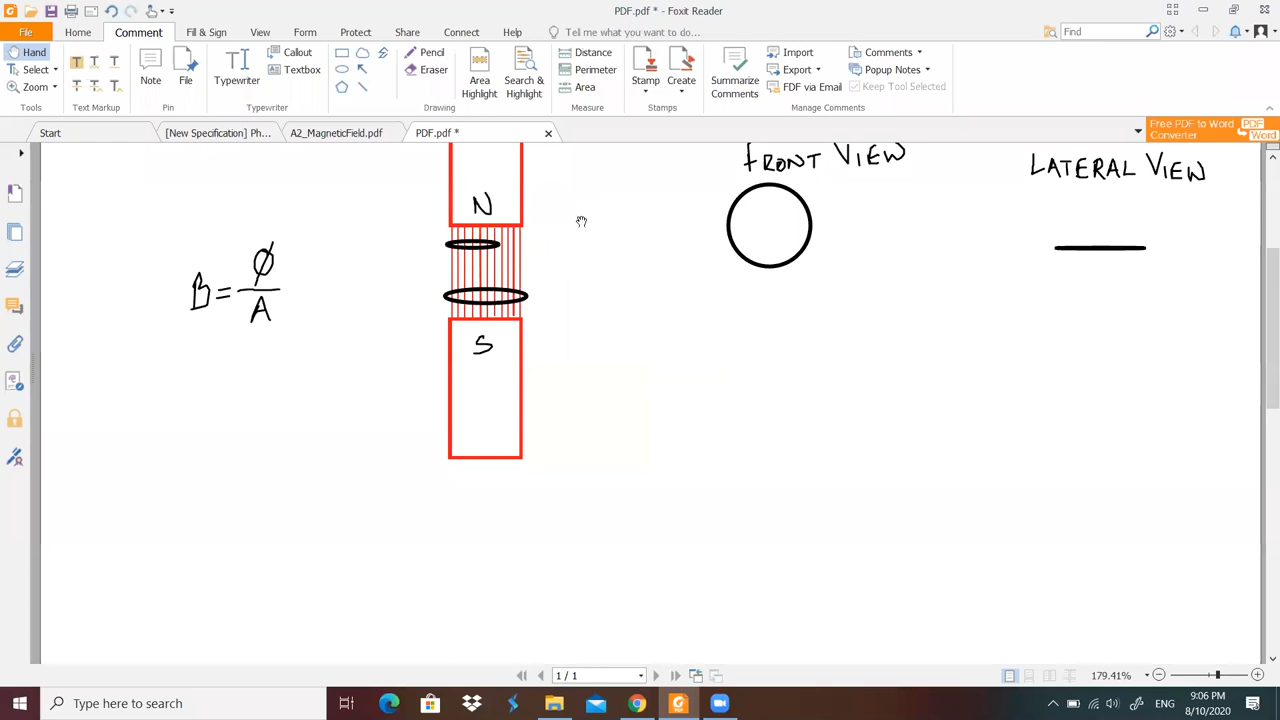 PDF.pdf * - Foxit Reader
File Home Comment Fill & Sign View Form Protect Share Connect Help Tell me what you want to do... Find
Hand
Select
Zoom
Tools
Text Markup
Note
File
Pin
Typewriter
Callout
Textbox
Typewriter
Pencil
Eraser
Drawing
Area Highlight
Search & Highlight
Distance
Perimeter
Area
Measure
Stamp
Create
Stamps
Summarize Comments
Import
Export
FDF via Email
Comments
Popup Notes
Keep Tool Selected
Manage Comments
Start [New Specification] Ph... A2_MagneticField.pdf PDF.pdf *
Free PDF to Word Converter
PDF
Word
FRONT VIEW
LATERAL VIEW
N
B = Ø / A
S
1 / 1
179.41%
Type here to search
ENG
9:06 PM
8/10/2020